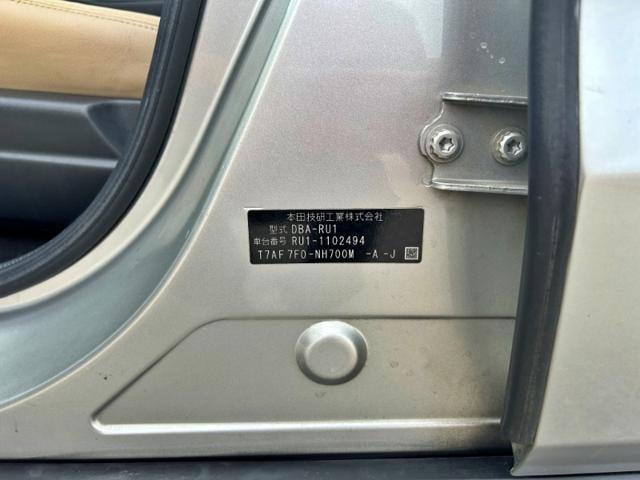 本田技研工業株式会社
型式 DBA-RU1
車台番号 RU1-1102494
T7AF 7F0-NH700M -A -J